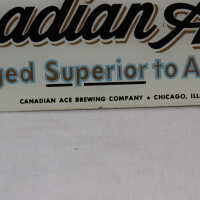 adian A
ged Superior to A
CANADIAN ACE BREWING COMPANY • CHICAGO, ILL